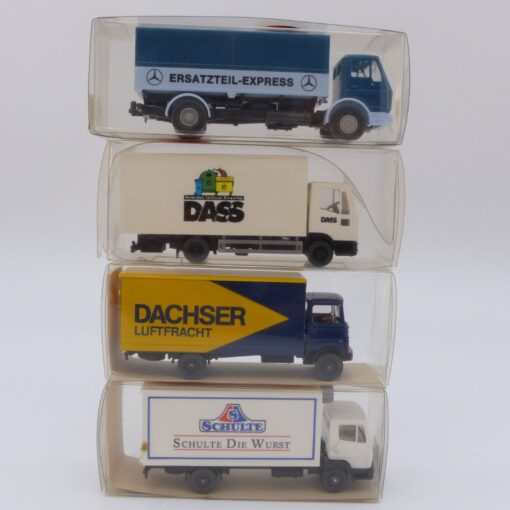 ERSATZTEIL-EXPRESS
DASS
DASS
DACHSER
LUFTFRACHT
S
SCHULTE
SCHULTE DIE WURST